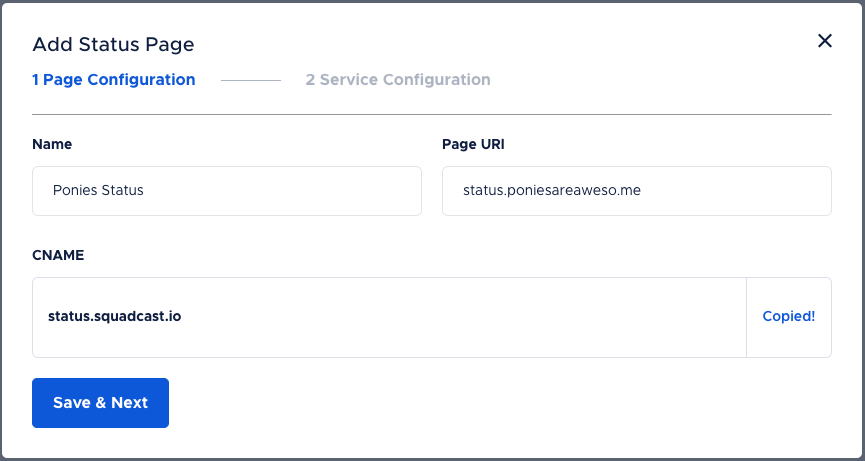 Add Status Page
1 Page Configuration
2 Service Configuration
Name
Page URI
Ponies Status
status.poniesareaweso.me
CNAME
status.squadcast.io
Copied!
Save & Next